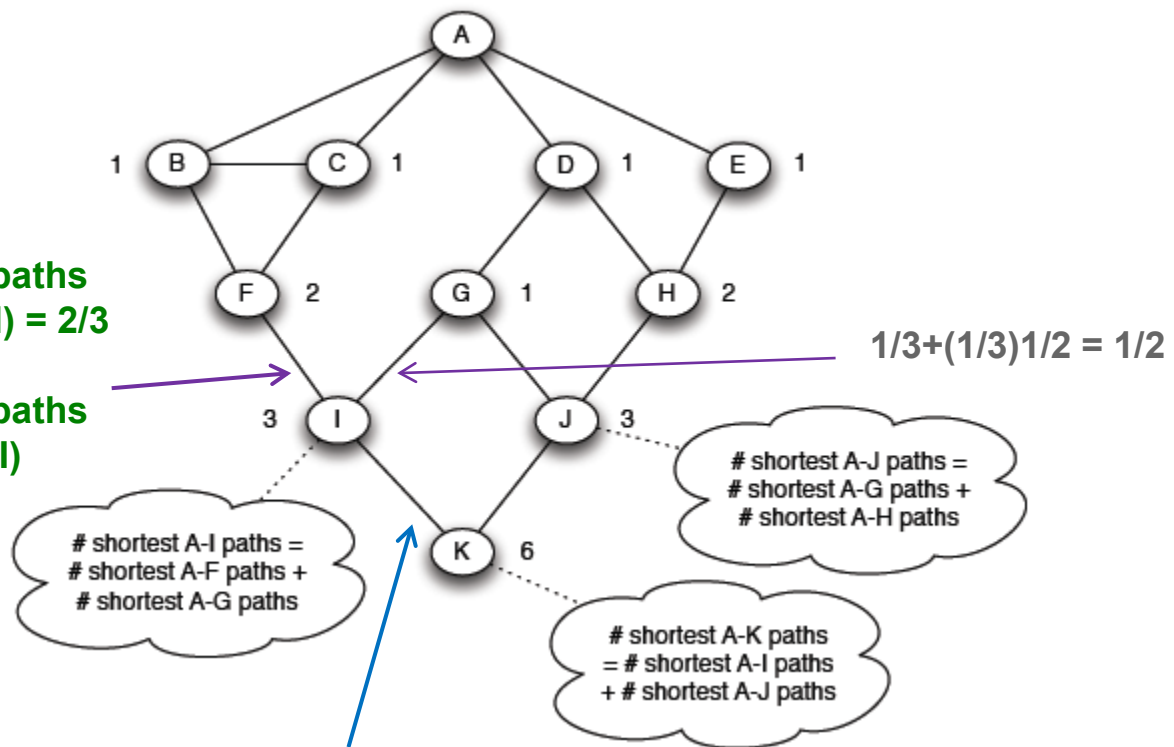 A
1 B C 1 D 1 E 1
paths
F 2 G 1 H 2
) = 2/3
1/3+(1/3)1/2 = 1/2
paths
3 I J 3
I)
# shortest A-J paths =
# shortest A-G paths +
# shortest A-H paths
# shortest A-I paths =
# shortest A-F paths +
# shortest A-G paths
K 6
# shortest A-K paths
= # shortest A-I paths
+ # shortest A-J paths